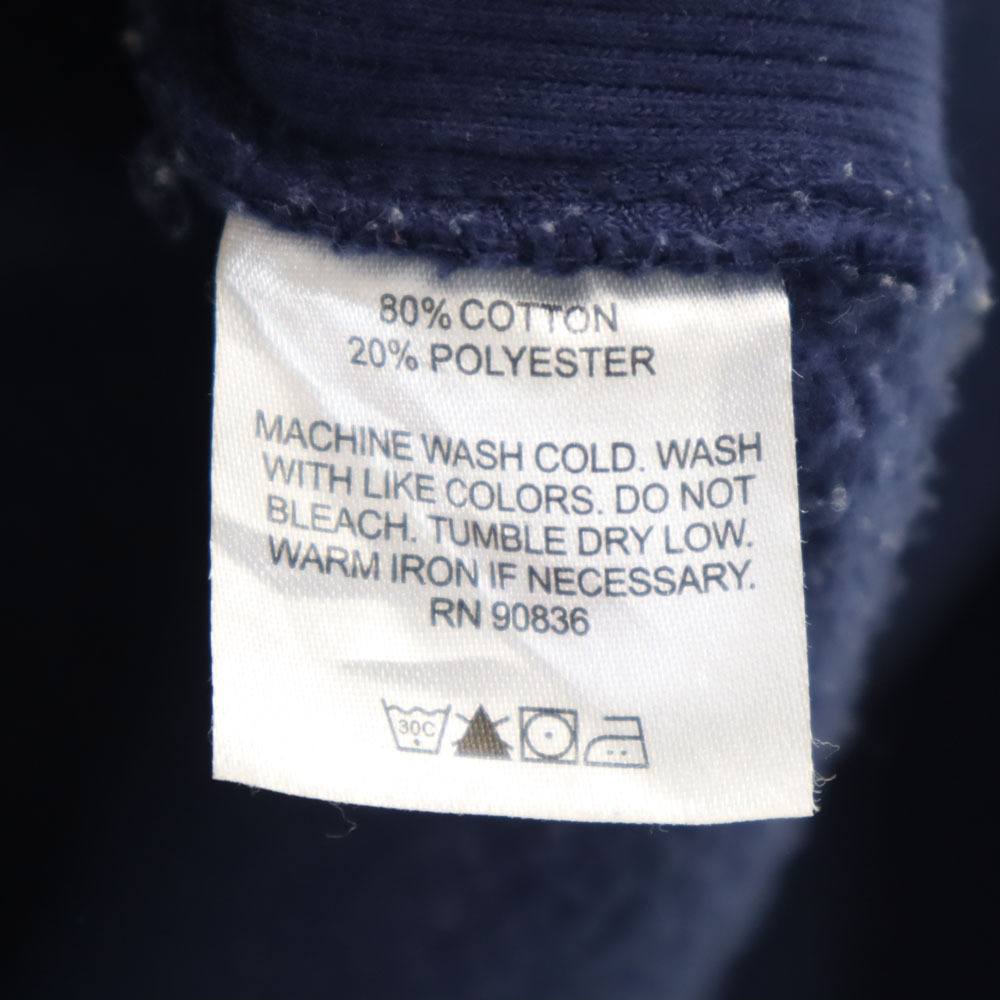 80% COTTON
20% POLYESTER
MACHINE WASH COLD. WASH
WITH LIKE COLORS. DO NOT
BLEACH. TUMBLE DRY LOW.
WARM IRON IF NECESSARY.
RN 90836
30C